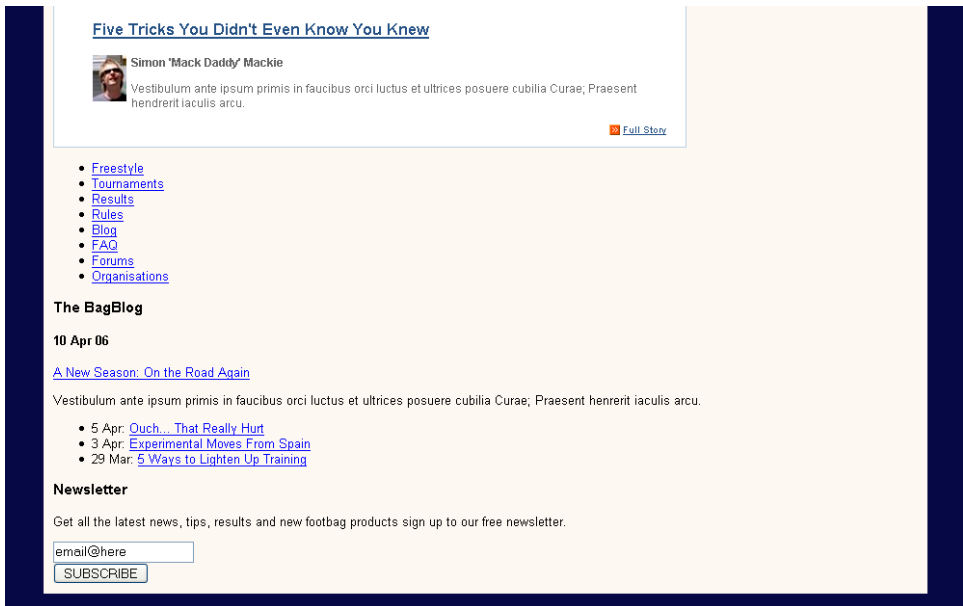 Five Tricks You Didn't Even Know You Knew
Simon 'Mack Daddy' Mackie
Vestibulum ante ipsum primis in faucibus orci luctus et ultrices posuere cubilia Curae; Praesent
hendrerit iaculis arcu.
Full Story
Freestyle
Tournaments
Results
Rules
Blog
FAQ
Forums
Organisations
The BagBlog
10 Apr 06
A New Season: On the Road Again
Vestibulum ante ipsum primis in faucibus orci luctus et ultrices posuere cubilia Curae; Praesent henrerit iaculis arcu.
5 Apr: Ouch... That Really Hurt
3 Apr: Experimental Moves From Spain
29 Mar: 5 Ways to Lighten Up Training
Newsletter
Get all the latest news, tips, results and new footbag products sign up to our free newsletter.
email@here
SUBSCRIBE